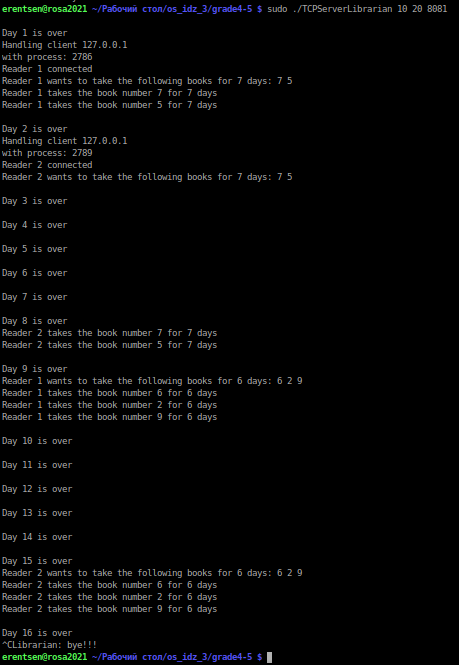 erentsen@rosa2021 ~/Рабочий стол/os_idz_3/grade4-5 $ sudo ./TCPServerLibrarian 10 20 8081
Day 1 is over
Handling client 127.0.0.1
with process: 2786
Reader 1 connected
Reader 1 wants to take the following books for 7 days: 7 5
Reader 1 takes the book number 7 for 7 days
Reader 1 takes the book number 5 for 7 days
Day 2 is over
Handling client 127.0.0.1
with process: 2789
Reader 2 connected
Reader 2 wants to take the following books for 7 days: 7 5
Day 3 is over
Day 4 is over
Day 5 is over
Day 6 is over
Day 7 is over
Day 8 is over
Reader 2 takes the book number 7 for 7 days
Reader 2 takes the book number 5 for 7 days
Day 9 is over
Reader 1 wants to take the following books for 6 days: 6 2 9
Reader 1 takes the book number 6 for 6 days
Reader 1 takes the book number 2 for 6 days
Reader 1 takes the book number 9 for 6 days
Day 10 is over
Day 11 is over
Day 12 is over
Day 13 is over
Day 14 is over
Day 15 is over
Reader 2 wants to take the following books for 6 days: 6 2 9
Reader 2 takes the book number 6 for 6 days
Reader 2 takes the book number 2 for 6 days
Reader 2 takes the book number 9 for 6 days
Day 16 is over
^CLibrarian: bye!!!
erentsen@rosa2021 ~/Рабочий стол/os_idz_3/grade4-5 $